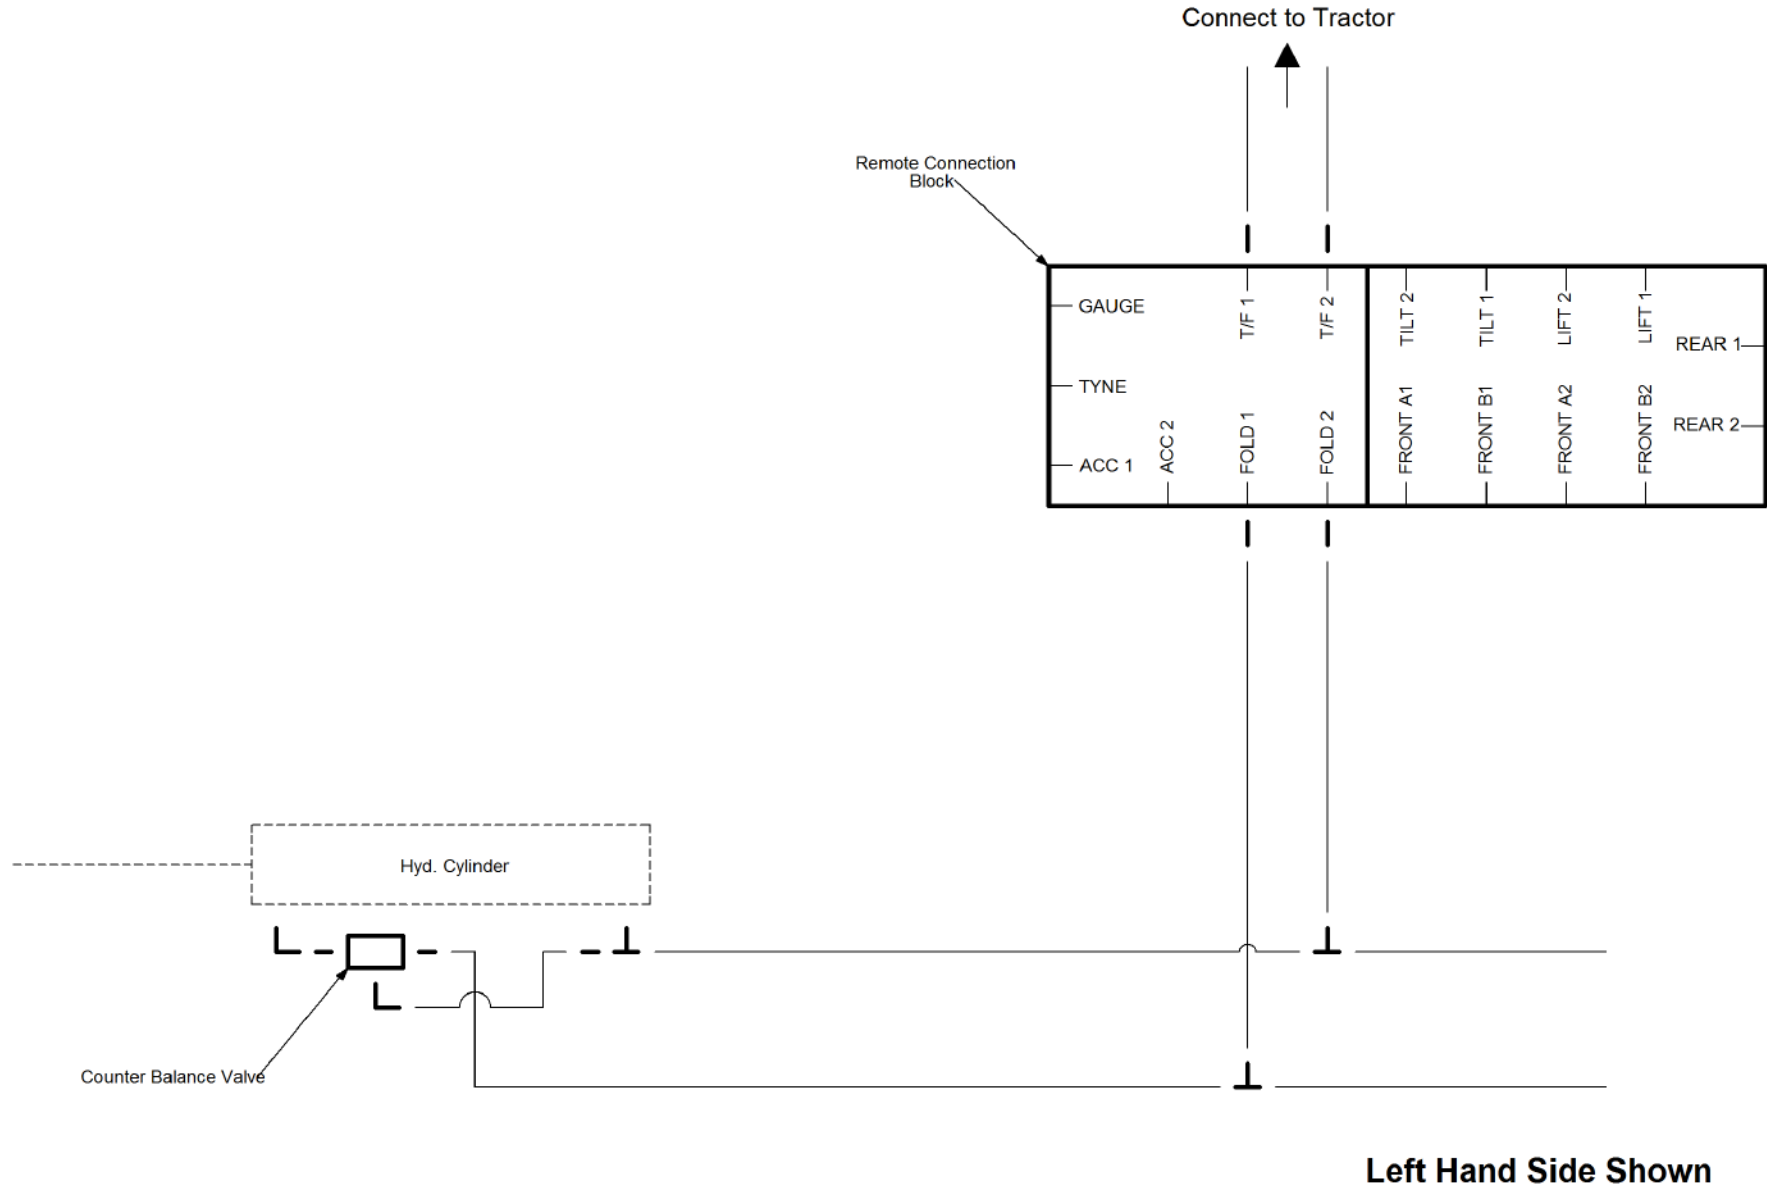 Connect to Tractor
Remote Connection
Block
GAUGE
T/F 1
T/F 2
TILT 2
TILT 1
LIFT 2
LIFT 1
REAR 1
TYNE
ACC 1
ACC 2
FOLD 1
FOLD 2
FRONT A1
FRONT B1
FRONT A2
FRONT B2
REAR 2
Hyd. Cylinder
Counter Balance Valve
Left Hand Side Shown